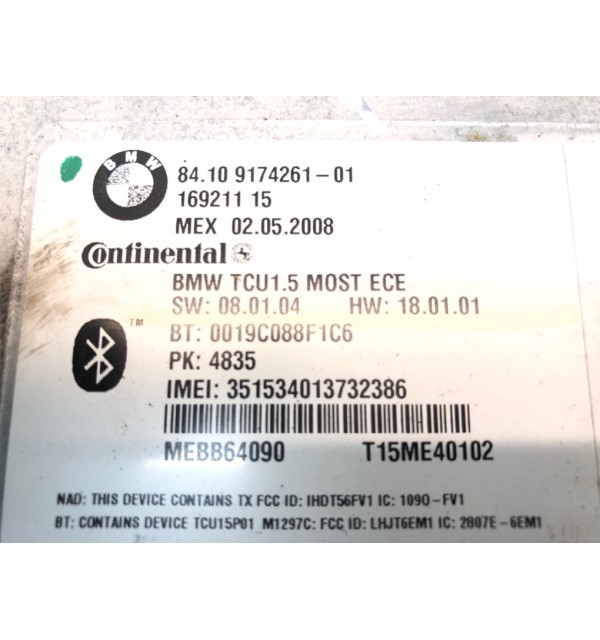 BMW
84.10 9174261-01
169211 15
MEX 02.05.2008
Continental
BMW TCU1.5 MOST ECE
SW: 08.01.04 HW: 18.01.01
BT: 0019C088F1C6
TM
PK: 4835
IMEI: 351534013732386
MEBB64090 T15ME40102
NAD: THIS DEVICE CONTAINS TX FCC ID: IHDT56FV1 IC: 1090-FV1
BT: CONTAINS DEVICE TCU15P01 M1297C: FCC ID: LHJT6EM1 IC: 2807E-6EM1